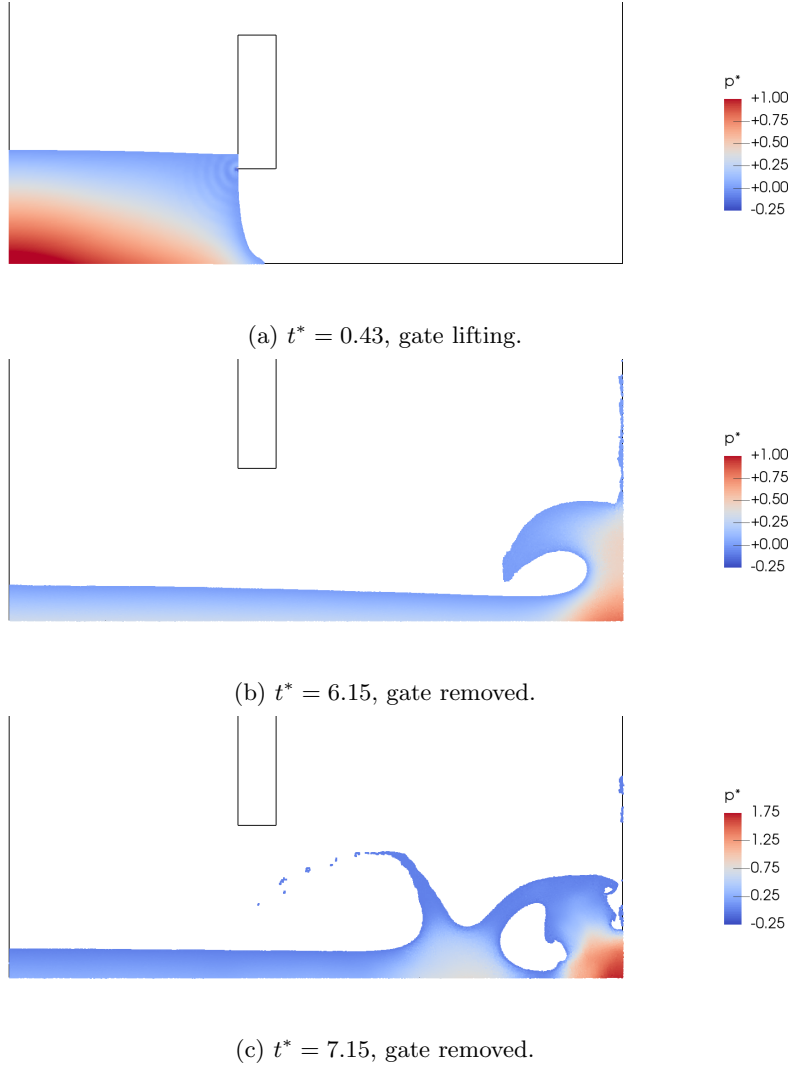 p*
+1.00
+0.75
+0.50
+0.25
+0.00
-0.25
(a) t* = 0.43, gate lifting.
p*
+1.00
+0.75
+0.50
+0.25
+0.00
-0.25
(b) t* = 6.15, gate removed.
p*
1.75
1.25
0.75
0.25
-0.25
(c) t* = 7.15, gate removed.